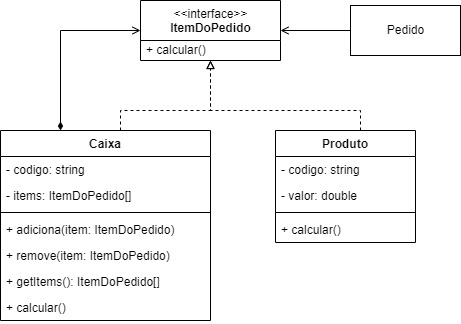 <<interface>>
ItemDoPedido
+ calcular()
Pedido
Caixa
- codigo: string
- items: ItemDoPedido[]
+ adiciona(item: ItemDoPedido)
+ remove(item: ItemDoPedido)
+ getItems(): ItemDoPedido[]
+ calcular()
Produto
- codigo: string
- valor: double
+ calcular()